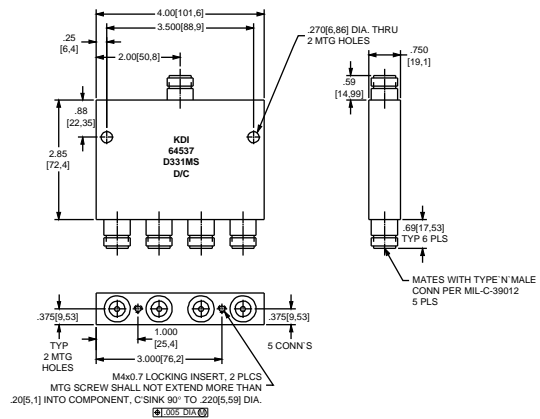 4.00[101,6]
3.500[88,9]
.25
[6,4]
2.00[50,8]
.270[6,86] DIA. THRU
2 MTG HOLES
.750
[19,1]
.59
[14,99]
.88
[22,35]
2.85
[72,4]
KDI
64537
D331MS
D/C
.69[17,53]
TYP 6 PLS
MATES WITH TYPE`N`MALE
CONN PER MIL-C-39012
5 PLS
.375[9,53]
.375[9,53]
TYP
2 MTG
HOLES
1.000
[25,4]
3.000[76,2]
5 CONN`S
M4x0.7 LOCKING INSERT, 2 PLCS
MTG SCREW SHALL NOT EXTEND MORE THAN
.20[5,1] INTO COMPONENT, C'SINK 90° TO .220[5,59] DIA.
⌖ .005 DIA Ⓜ